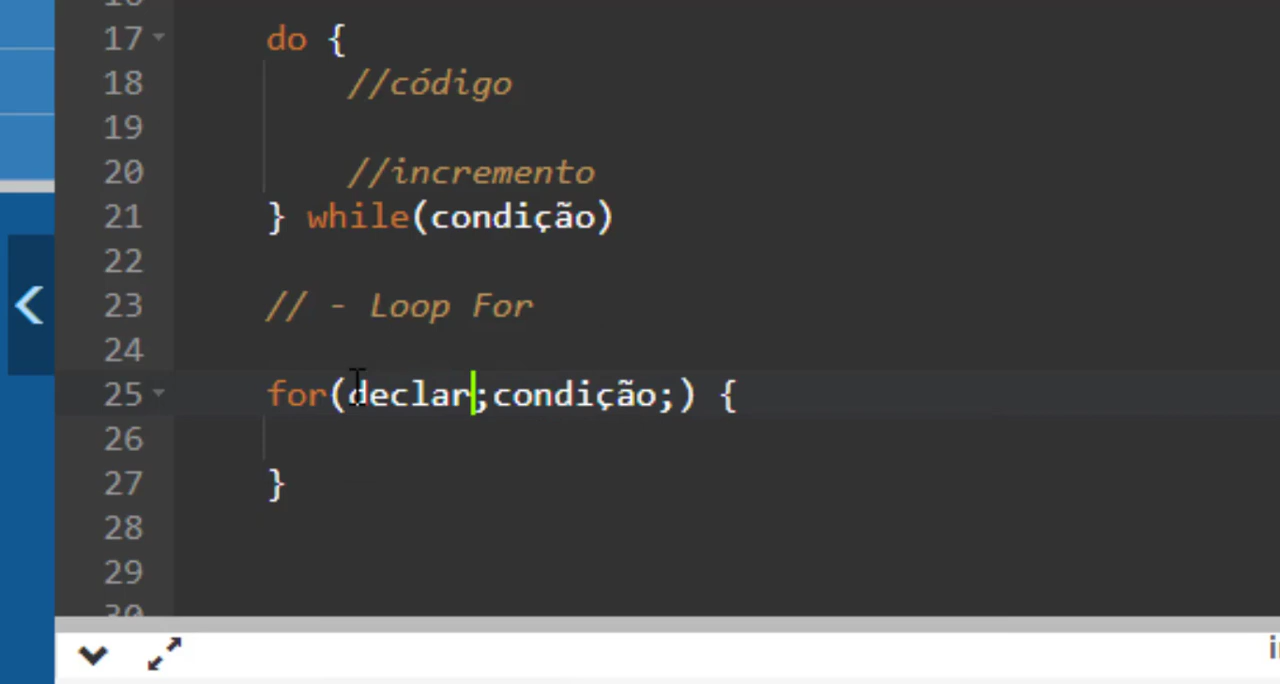 17 do {
18 //código
19
20 //incremento
21 } while(condição)
22
23 // - Loop For
24
25 for(declar;condição;) {
26
27 }
28
29